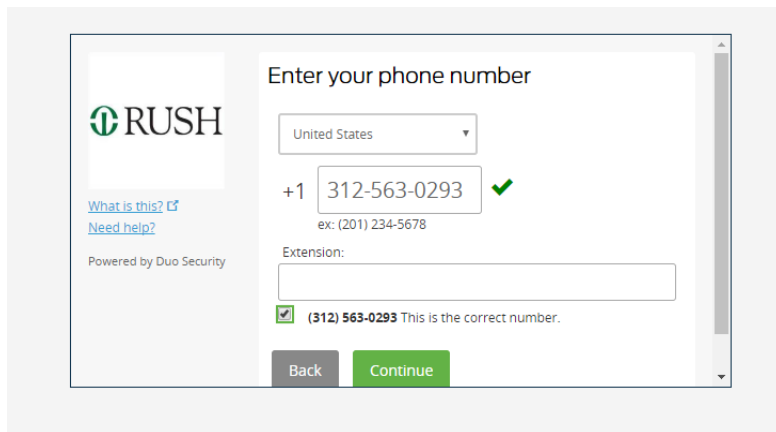 RUSH
What is this?
Need help?
Powered by Duo Security
Enter your phone number
United States
+1 312-563-0293
ex: (201) 234-5678
Extension:
(312) 563-0293 This is the correct number.
Back Continue